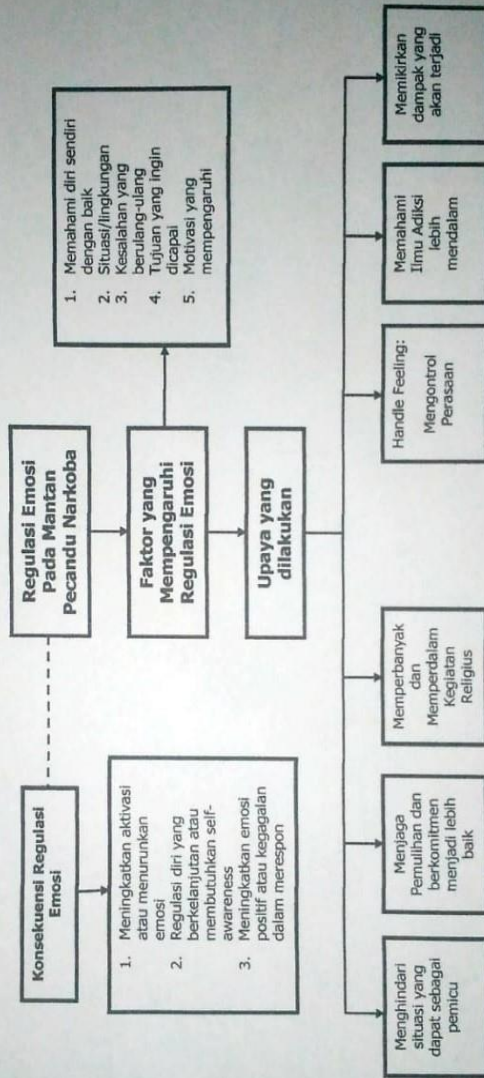 Regulasi Emosi
Pada Mantan
Pecandu Narkoba
Konsekuensi Regulasi
Emosi
1. Meningkatkan aktivasi
atau menurunkan
emosi
2. Regulasi diri yang
berkelanjutan atau
membutuhkan self-
awareness
3. Meningkatkan emosi
positif atau kegagalan
dalam merespon
Faktor yang
Mempengaruhi
Regulasi Emosi
1. Memahami diri sendiri
dengan baik
2. Situasi/lingkungan
3. Kesalahan yang
berulang-ulang
4. Tujuan yang ingin
dicapai
5. Motivasi yang
mempengaruhi
Upaya yang
dilakukan
Menghindari
situasi yang
dapat sebagai
pemicu
Menjaga
Pemulihan dan
berkomitmen
menjadi lebih
baik
Memperbanyak
dan
Memperdalam
Kegiatan
Religius
Handle Feeling:
Mengontrol
Perasaan
Memahami
Ilmu Adiksi
lebih
mendalam
Memikirkan
dampak yang
akan terjadi